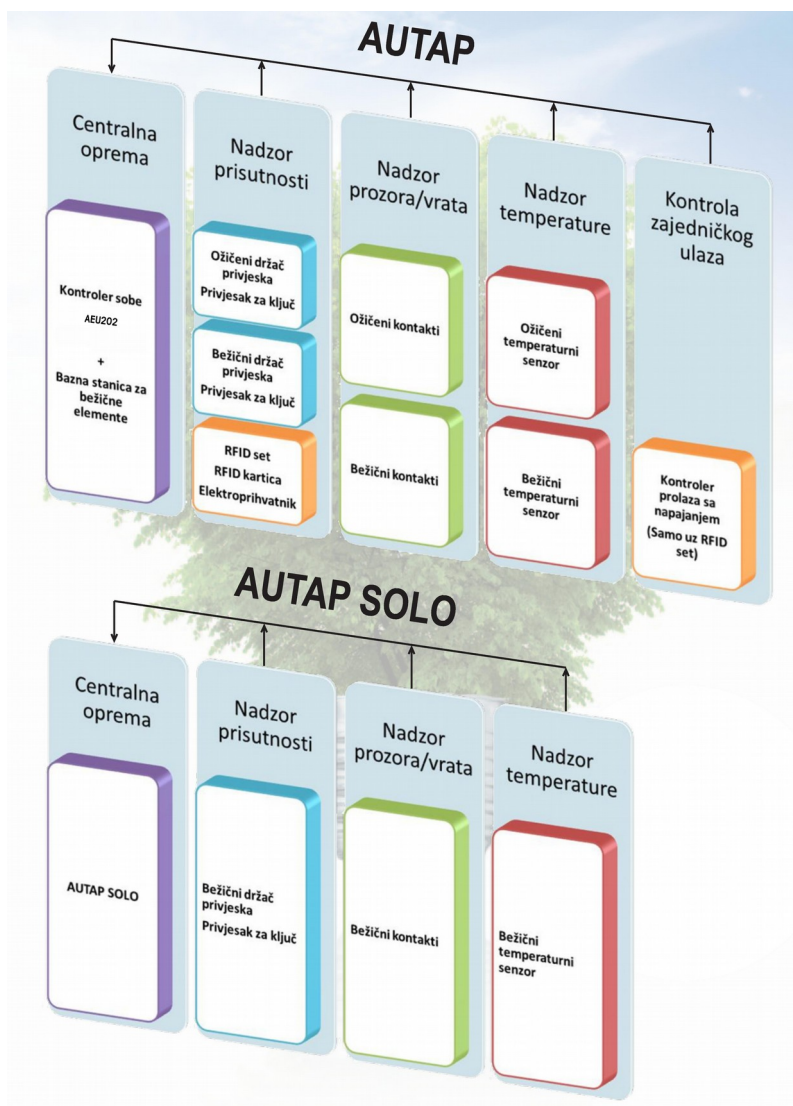 AUTAP
Centralna
oprema
Kontroler sobe
AEU202
+
Bazna stanica za
bežične
elemente
Nadzor
prisutnosti
Ožičeni držač
privjeska
Privjesak za ključ
Bežični držač
privjeska
Privjesak za ključ
RFID set
RFID kartica
Elektroprihvatnik
Nadzor
prozora/vrata
Ožičeni kontakti
Bežični kontakti
Nadzor
temperature
Ožičeni
temperaturni
senzor
Bežični
temperaturni
senzor
Kontrola
zajedničkog
ulaza
Kontroler
prolaza sa
napajanjem
(Samo uz RFID
set)
AUTAP SOLO
Centralna
oprema
AUTAP SOLO
Nadzor
prisutnosti
Bežični držač
privjeska
Privjesak za ključ
Nadzor
prozora/vrata
Bežični kontakti
Nadzor
temperature
Bežični
temperaturni
senzor